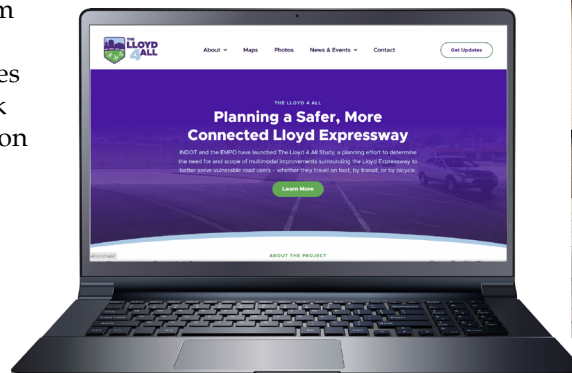 m
es
k
on
THE
LLOYD
4 ALL
About
Maps
Photos
News & Events
Contact
Get Updates
THE LLOYD 4 ALL
Planning a Safer, More
Connected Lloyd Expressway
INDOT and the EMPO have launched The Lloyd 4 All Study, a planning effort to determine
the need for and scope of multimodal improvements surrounding the Lloyd Expressway to
better serve vulnerable road users – whether they travel on foot, by transit, or by bicycle.
Learn More
ABOUT THE PROJECT